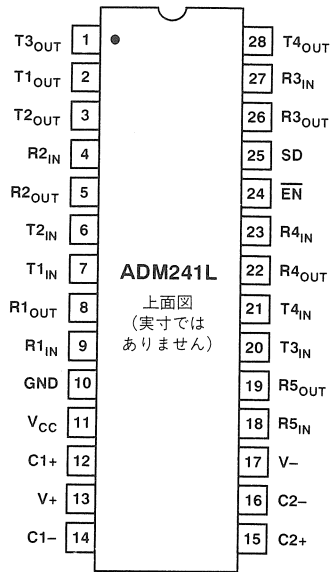 T3OUT 1
T1OUT 2
T2OUT 3
R2IN 4
R2OUT 5
T2IN 6
T1IN 7
R1OUT 8
R1IN 9
GND 10
VCC 11
C1+ 12
V+ 13
C1– 14
ADM241L
上面図
(実寸では
ありません)
28 T4OUT
27 R3IN
26 R3OUT
25 SD
24 E̅N̅
23 R4IN
22 R4OUT
21 T4IN
20 T3IN
19 R5OUT
18 R5IN
17 V–
16 C2–
15 C2+